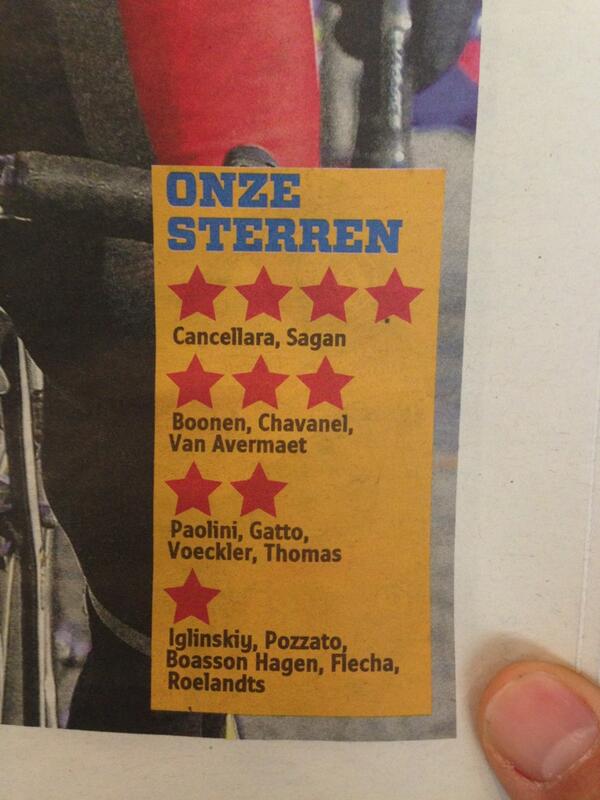 ONZE
STERREN
Cancellara, Sagan
Boonen, Chavanel,
Van Avermaet
Paolini, Gatto,
Voeckler, Thomas
Iglinskiy, Pozzato,
Boasson Hagen, Flecha,
Roelandts